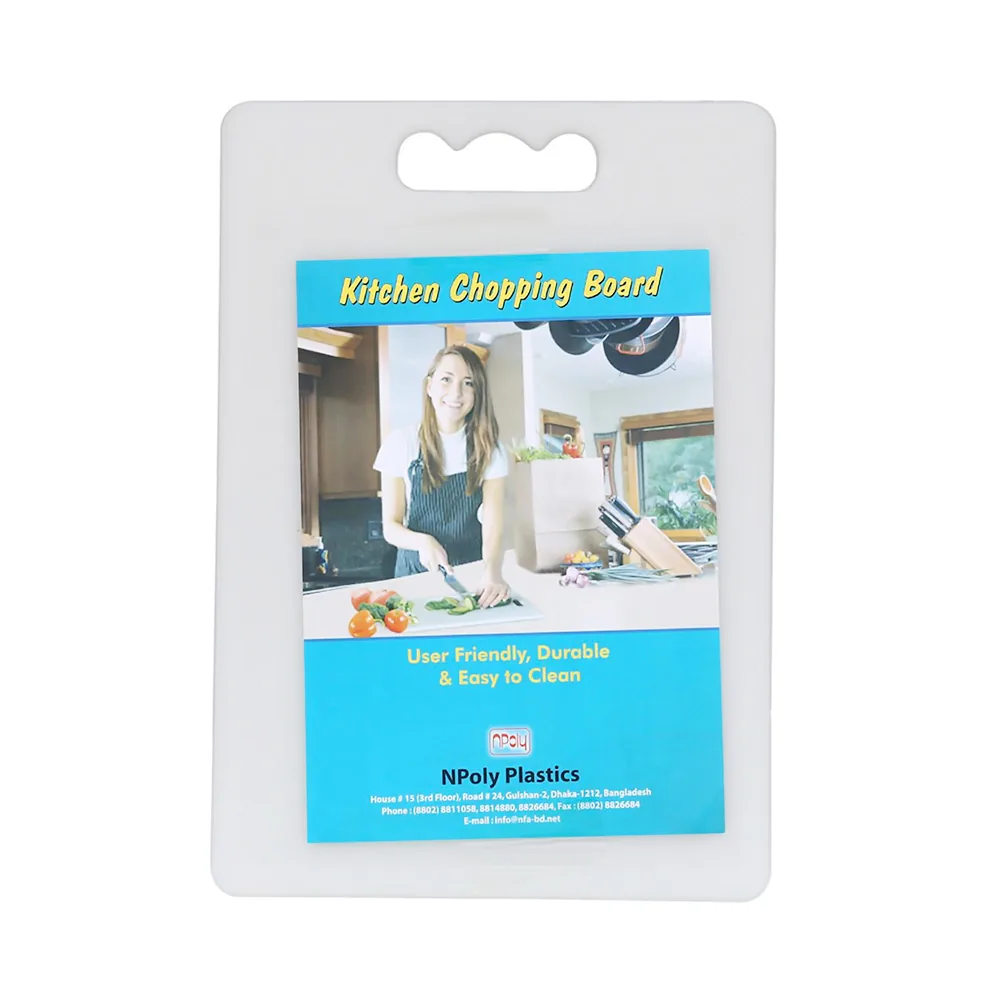 Kitchen Chopping Board
User Friendly, Durable
& Easy to Clean
NPoly
NPoly Plastics
House # 15 (3rd Floor), Road # 24, Gulshan-2, Dhaka-1212, Bangladesh
Phone : (8802) 8811058, 8814880, 8826684, Fax : (8802) 8826684
E-mail : info@nfa-bd.net